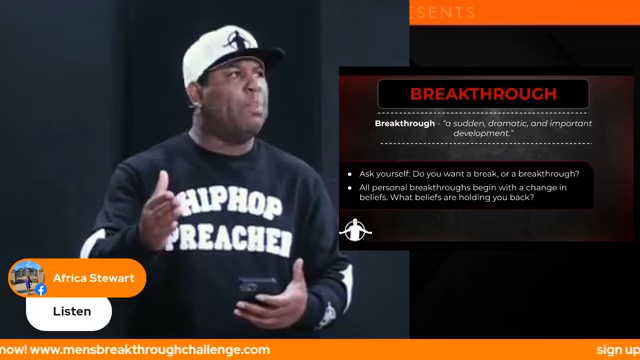 ESENTS
BREAKTHROUGH
Breakthrough - "a sudden, dramatic, and important
development."
● Ask yourself: Do you want a break, or a breakthrough?
● All personal breakthroughs begin with a change in
beliefs. What beliefs are holding you back?
HIPHOP
PREACHER
Africa Stewart
Listen
now! www.mensbreakthroughchallenge.com
sign up